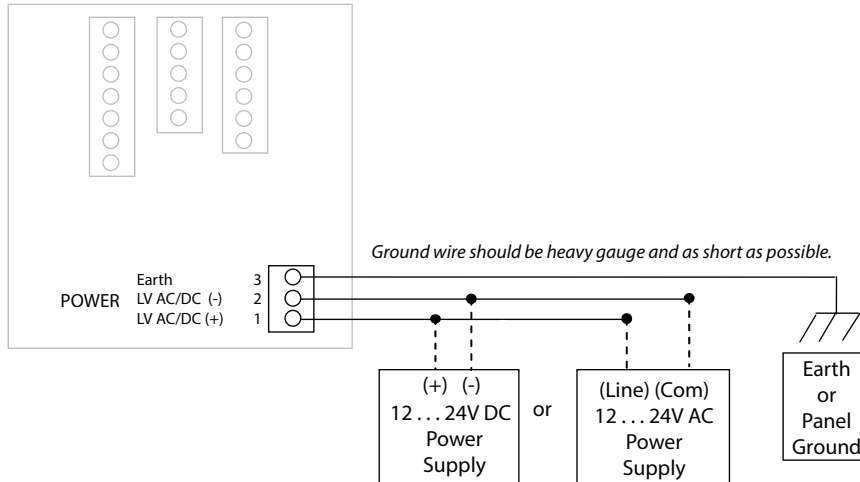 Ground wire should be heavy gauge and as short as possible.
Earth 3
POWER LV AC/DC (-) 2
LV AC/DC (+) 1
(+) (-)
12 . . . 24V DC
Power
Supply
or
(Line) (Com)
12 . . . 24V AC
Power
Supply
Earth
or
Panel
Ground